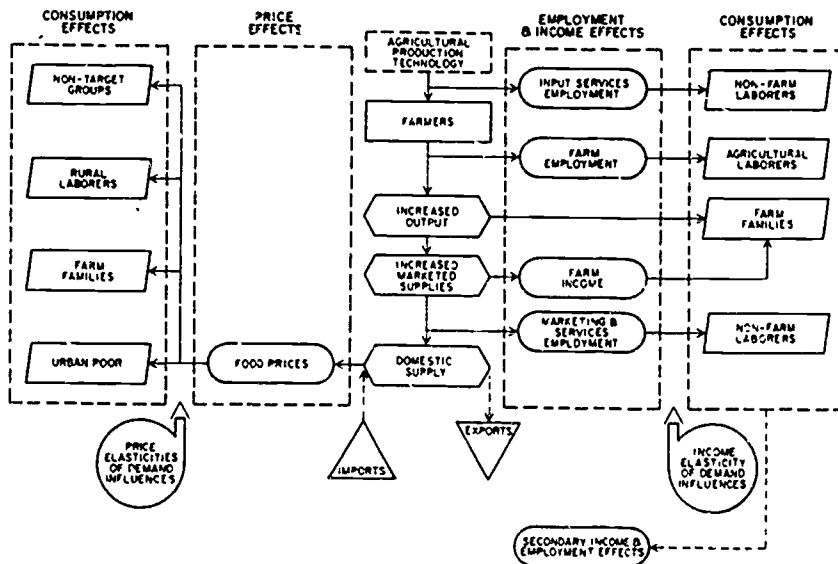 CONSUMPTION
EFFECTS
PRICE
EFFECTS
EMPLOYMENT
& INCOME EFFECTS
CONSUMPTION
EFFECTS
AGRICULTURAL
PRODUCTION
TECHNOLOGY
NON-TARGET
GROUPS
INPUT SERVICES
EMPLOYMENT
NON-FARM
LABORERS
FARMERS
RURAL
LABORERS
FARM
EMPLOYMENT
AGRICULTURAL
LABORERS
INCREASED
OUTPUT
FARM
FAMILIES
FARM
FAMILIES
INCREASED
MARKETED
SUPPLIES
FARM
INCOME
MARKETING &
SERVICES
EMPLOYMENT
NON-FARM
LABORERS
URBAN POOR
FOOD PRICES
DOMESTIC
SUPPLY
PRICE
ELASTICITIES
OF DEMAND
INFLUENCES
IMPORTS
EXPORTS
INCOME
ELASTICITY
OF DEMAND
INFLUENCES
SECONDARY INCOME &
EMPLOYMENT EFFECTS